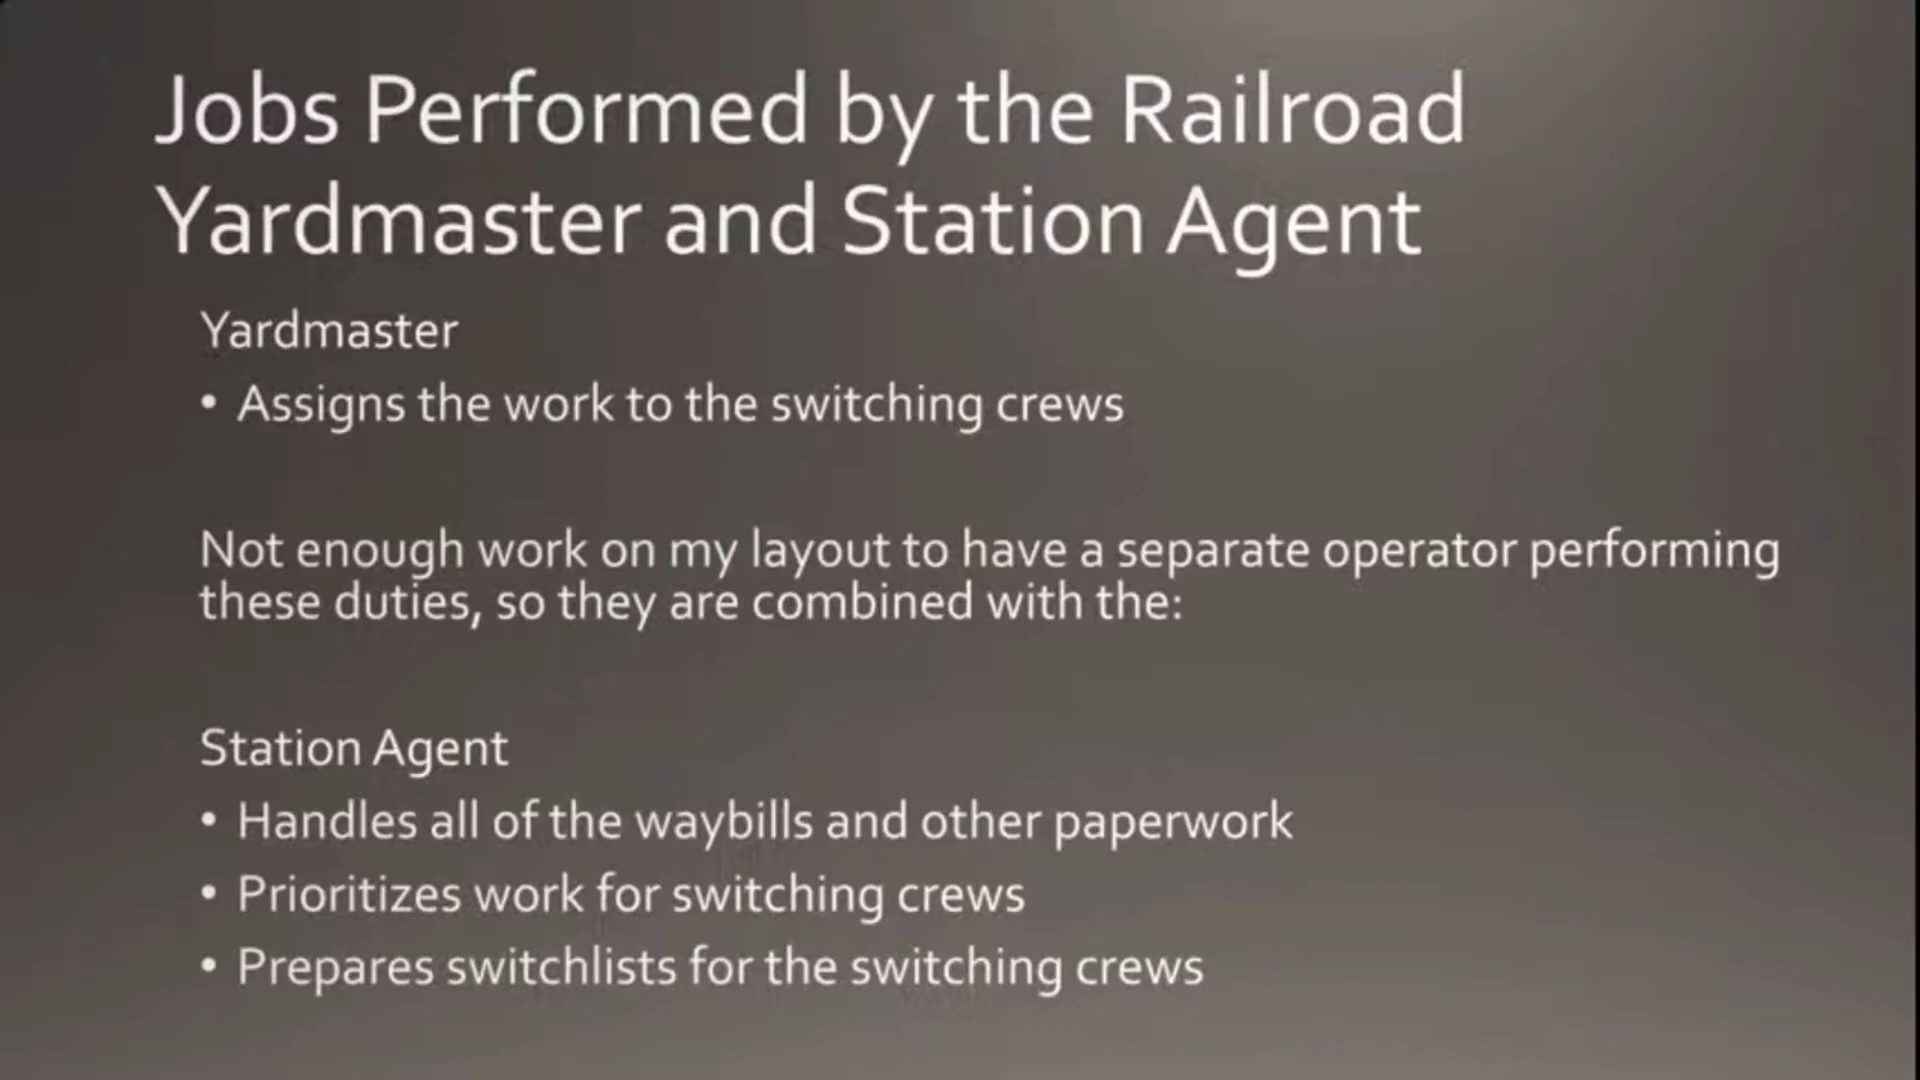 Jobs Performed by the Railroad
Yardmaster and Station Agent
Yardmaster
• Assigns the work to the switching crews
Not enough work on my layout to have a separate operator performing
these duties, so they are combined with the:
Station Agent
• Handles all of the waybills and other paperwork
• Prioritizes work for switching crews
• Prepares switchlists for the switching crews